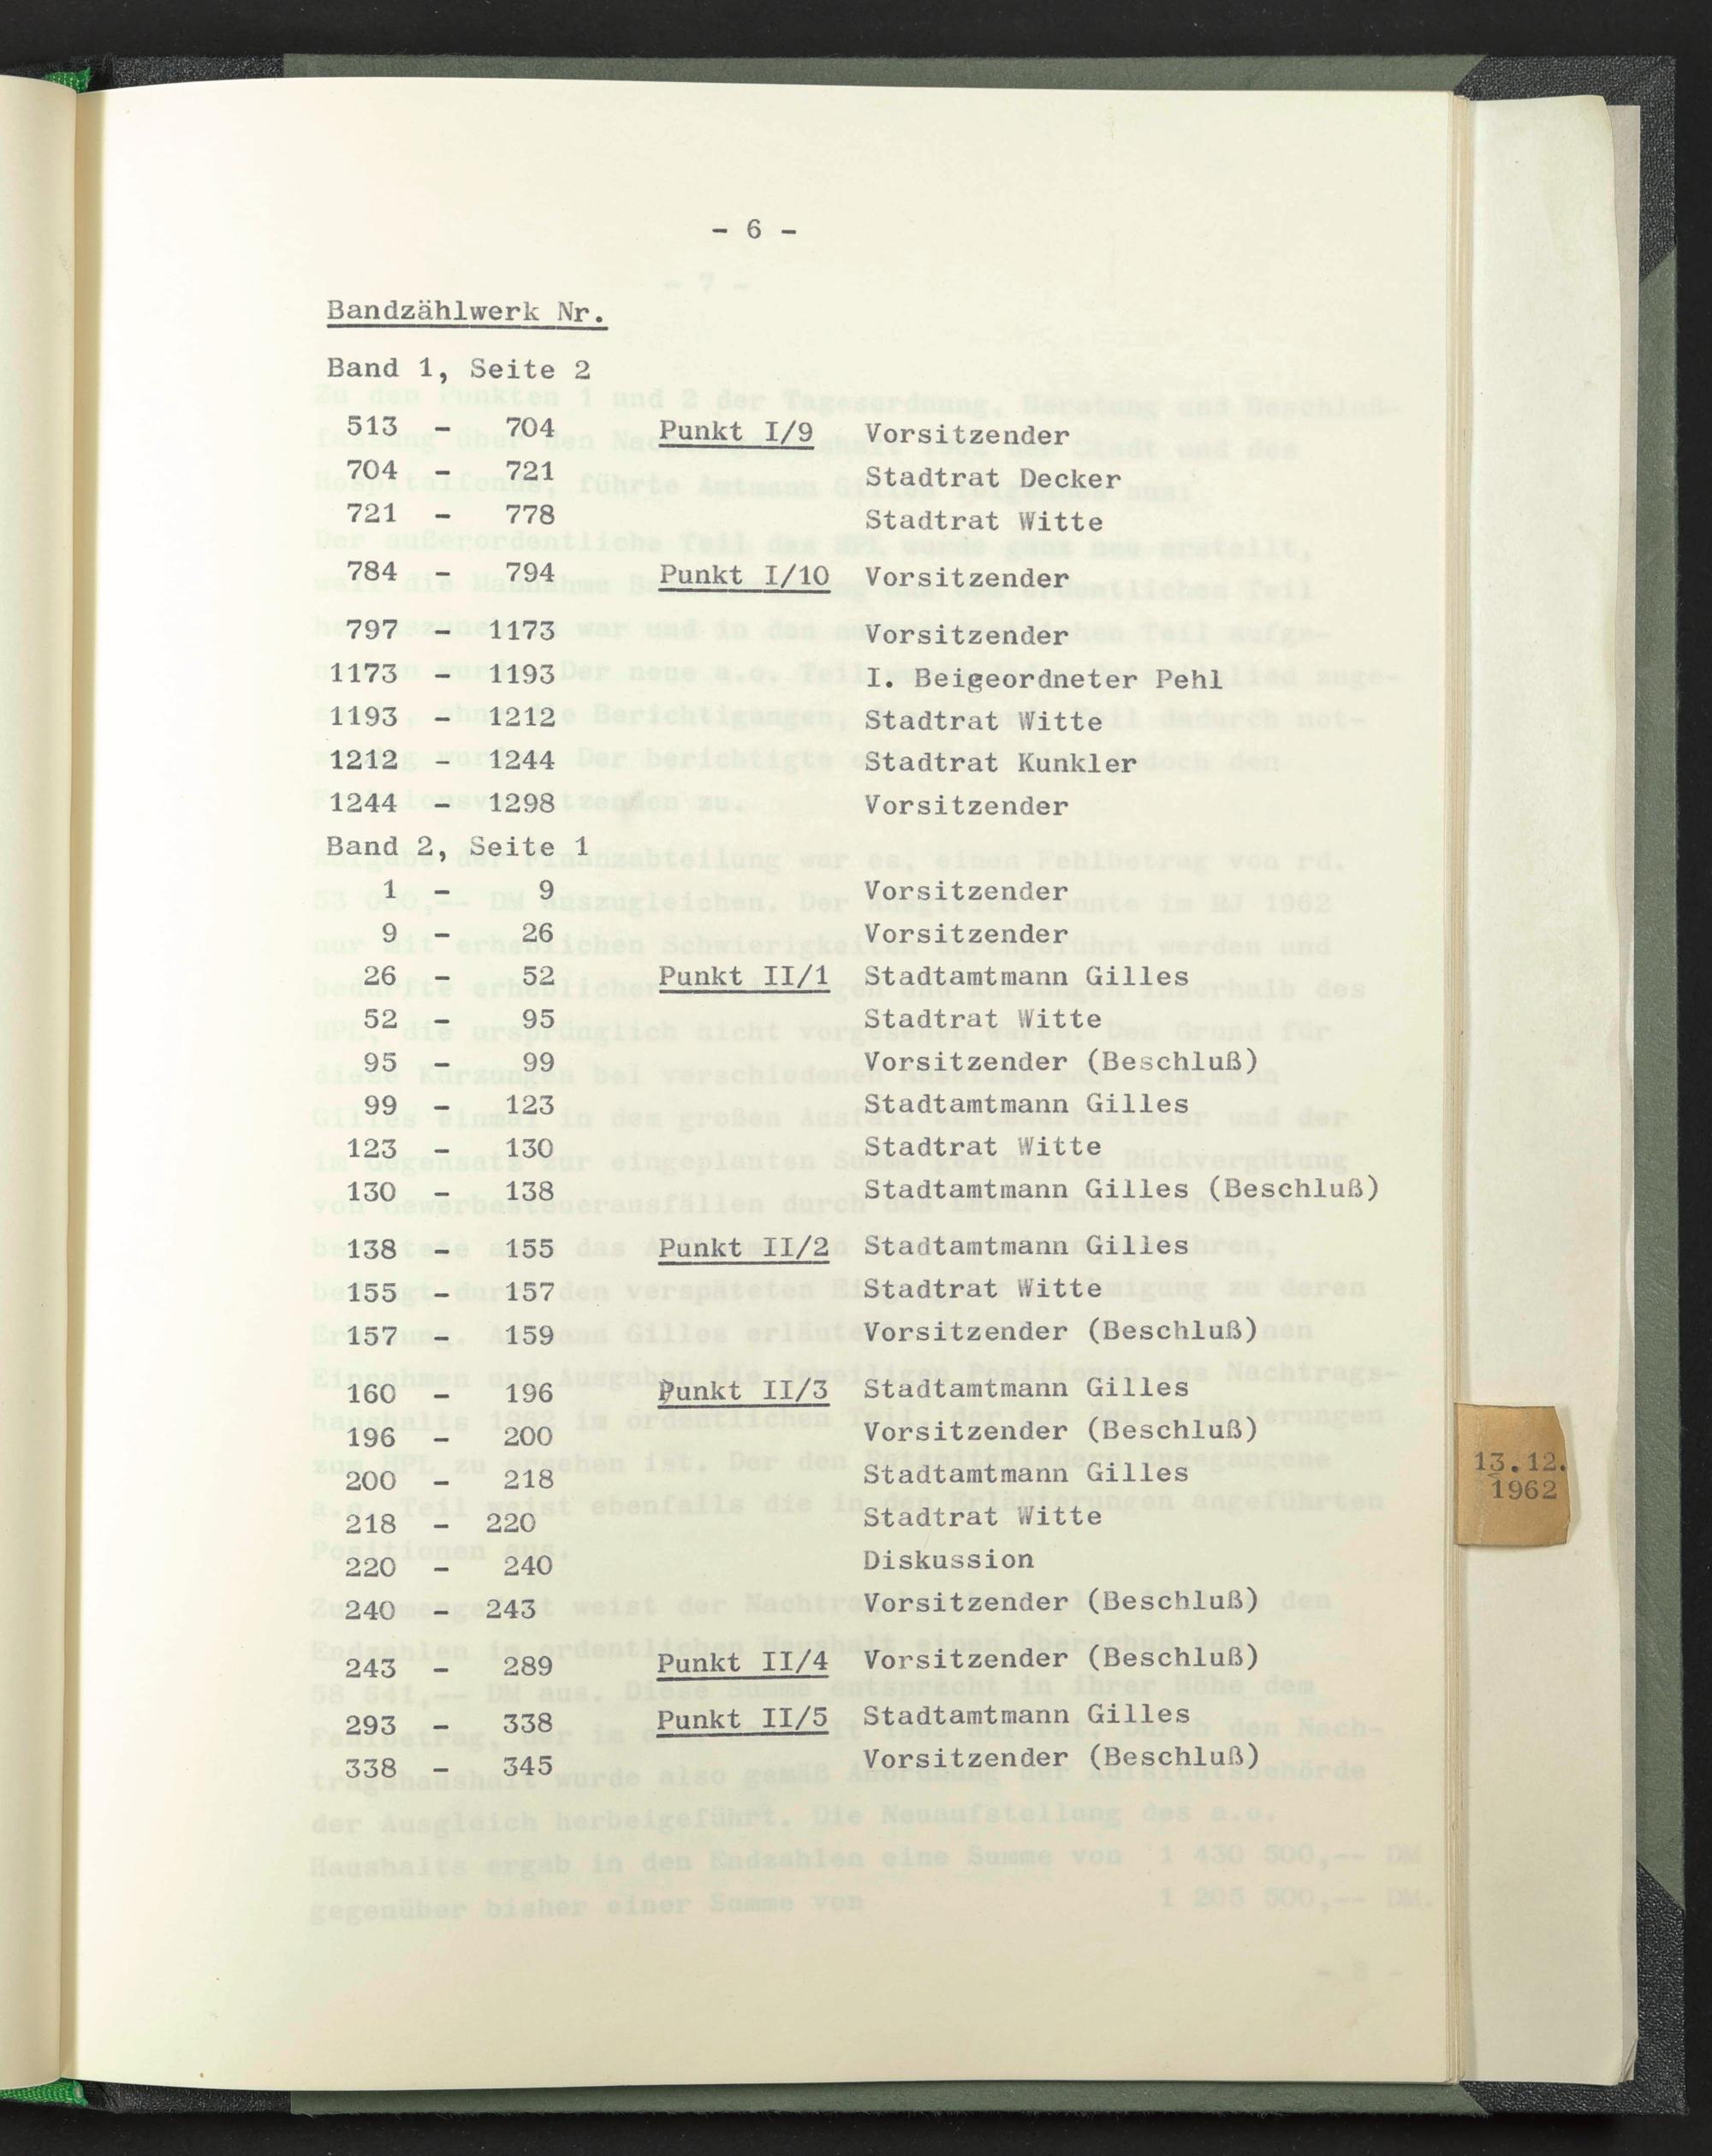 - 6 -
Bandzählwerk Nr.
Band 1, Seite 2
513 - 704 Punkt I/9 Vorsitzender
704 - 721 Stadtrat Decker
721 - 778 Stadtrat Witte
784 - 794 Punkt I/10 Vorsitzender
797 - 1173 Vorsitzender
1173 - 1193 I. Beigeordneter Pehl
1193 - 1212 Stadtrat Witte
1212 - 1244 Stadtrat Kunkler
1244 - 1298 Vorsitzender
Band 2, Seite 1
1 - 9 Vorsitzender
9 - 26 Vorsitzender
26 - 52 Punkt II/1 Stadtamtmann Gilles
52 - 95 Stadtrat Witte
95 - 99 Vorsitzender (Beschluß)
99 - 123 Stadtamtmann Gilles
123 - 130 Stadtrat Witte
130 - 138 Stadtamtmann Gilles (Beschluß)
138 - 155 Punkt II/2 Stadtamtmann Gilles
155 - 157 Stadtrat Witte
157 - 159 Vorsitzender (Beschluß)
160 - 196 Punkt II/3 Stadtamtmann Gilles
196 - 200 Vorsitzender (Beschluß)
200 - 218 Stadtamtmann Gilles
218 - 220 Stadtrat Witte
220 - 240 Diskussion
240 - 243 Vorsitzender (Beschluß)
243 - 289 Punkt II/4 Vorsitzender (Beschluß)
293 - 338 Punkt II/5 Stadtamtmann Gilles
338 - 345 Vorsitzender (Beschluß)
13.12.
1962